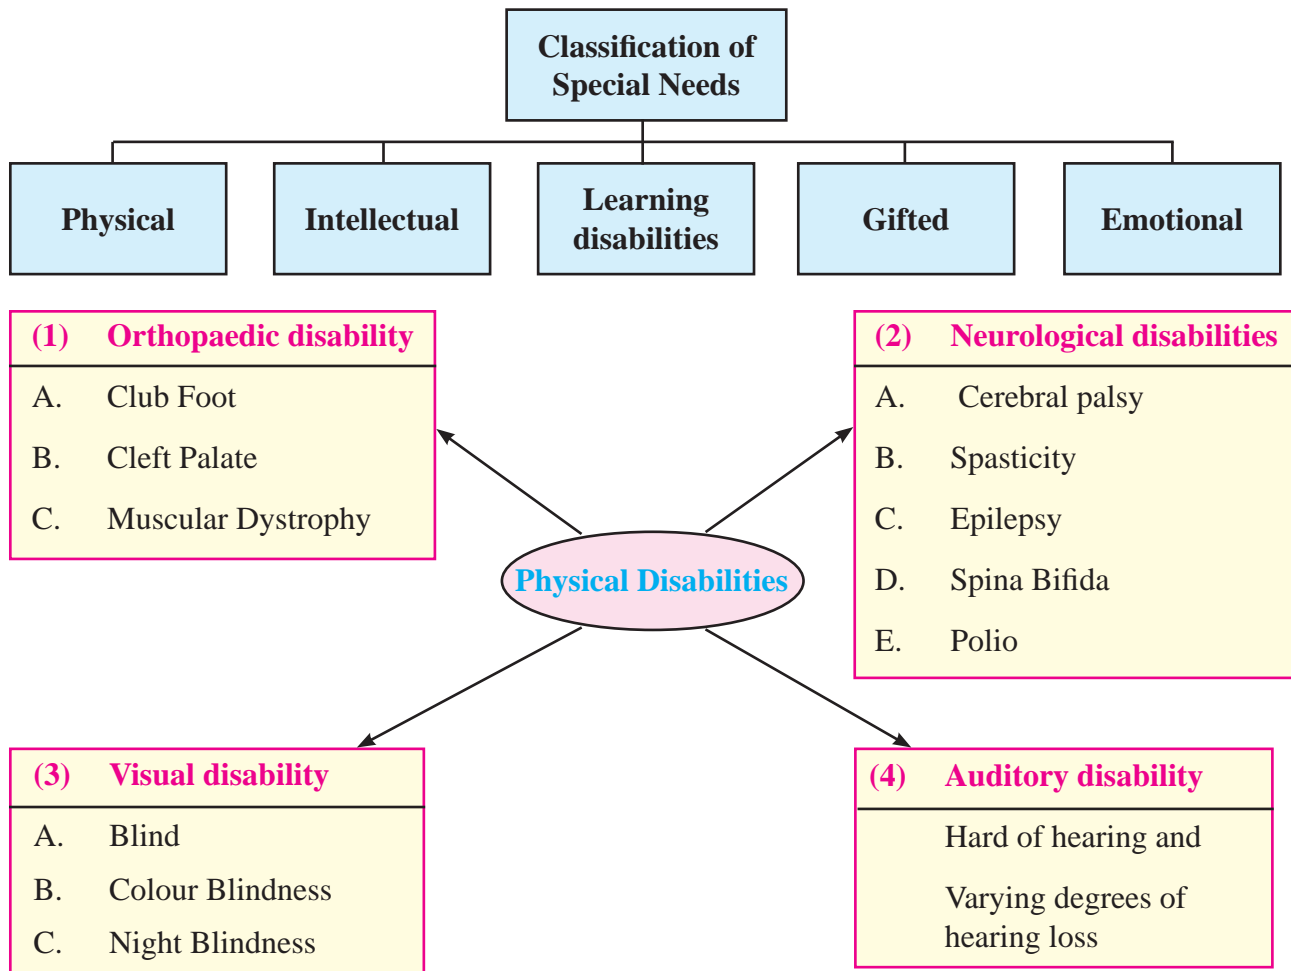 Classification of
Special Needs
Physical
Intellectual
Learning
disabilities
Gifted
Emotional
(1) Orthopaedic disability
A. Club Foot
B. Cleft Palate
C. Muscular Dystrophy
(2) Neurological disabilities
A. Cerebral palsy
B. Spasticity
C. Epilepsy
D. Spina Bifida
E. Polio
Physical Disabilities
(3) Visual disability
A. Blind
B. Colour Blindness
C. Night Blindness
(4) Auditory disability
Hard of hearing and
Varying degrees of
hearing loss